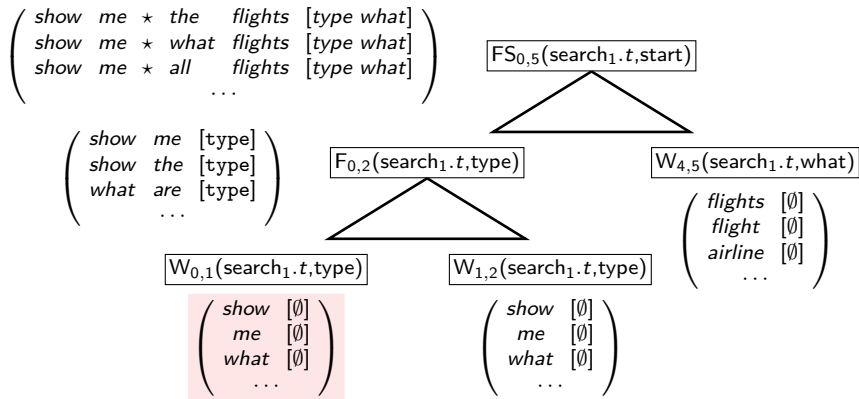 show me ⋆ the flights [type what]
show me ⋆ what flights [type what]
show me ⋆ all flights [type what]
...
FS0,5(search1.t,start)
show me [type]
show the [type]
what are [type]
...
F0,2(search1.t,type)
W4,5(search1.t,what)
flights [∅]
flight [∅]
airline [∅]
...
W0,1(search1.t,type)
W1,2(search1.t,type)
show [∅]
me [∅]
what [∅]
...
show [∅]
me [∅]
what [∅]
...